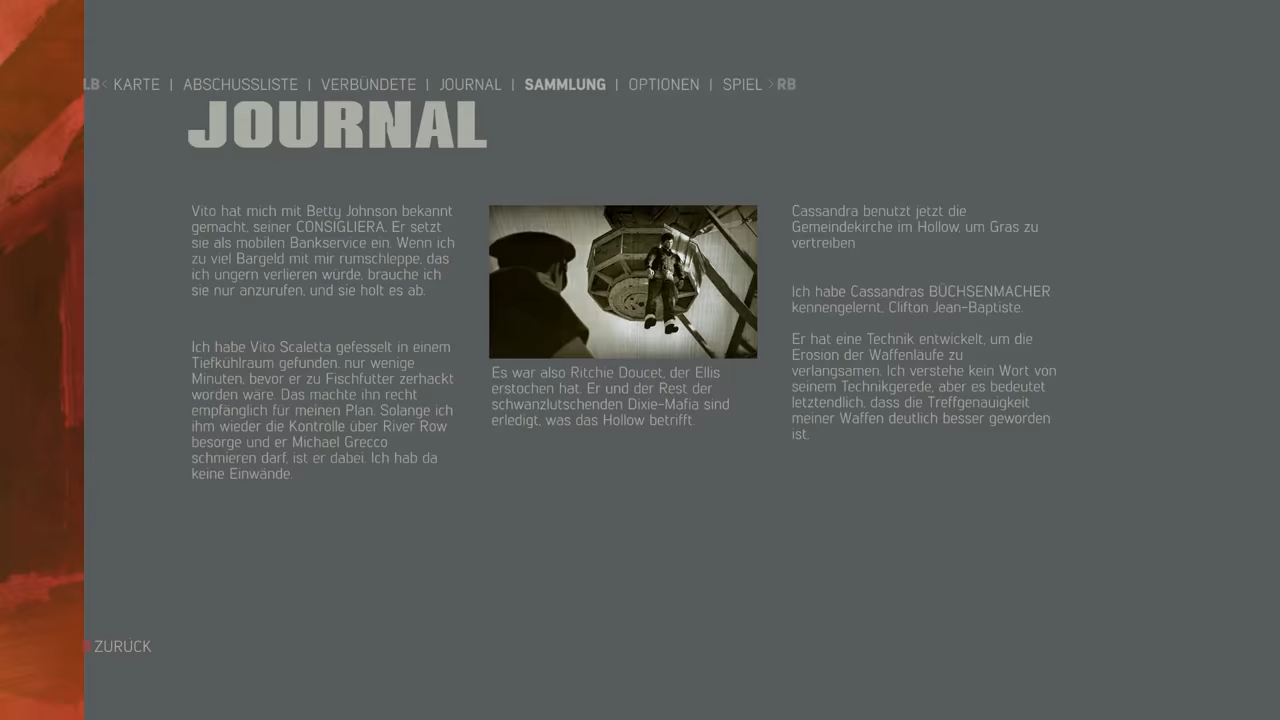 LB< KARTE | ABSCHUSSLISTE | VERBÜNDETE | JOURNAL | SAMMLUNG | OPTIONEN | SPIEL >RB
JOURNAL
Vito hat mich mit Betty Johnson bekannt
gemacht, seiner CONSIGLIERA. Er setzt
sie als mobilen Bankservice ein. Wenn ich
zu viel Bargeld mit mir rumschleppe, das
ich ungern verlieren würde, brauche ich
sie nur anzurufen, und sie holt es ab.
Ich habe Vito Scaletta gefesselt in einem
Tiefkühlraum gefunden, nur wenige
Minuten, bevor er zu Fischfutter zerhackt
worden wäre. Das machte ihn recht
empfänglich für meinen Plan. Solange ich
ihm wieder die Kontrolle über River Row
besorge und er Michael Grecco
schmieren darf, ist er dabei. Ich hab da
keine Einwände.
Es war also Ritchie Doucet, der Ellis
erstochen hat. Er und der Rest der
schwanzlutschenden Dixie-Mafia sind
erledigt, was das Hollow betrifft.
Cassandra benutzt jetzt die
Gemeindekirche im Hollow, um Gras zu
vertreiben
Ich habe Cassandras BÜCHSENMACHER
kennengelernt, Clifton Jean-Baptiste.
Er hat eine Technik entwickelt, um die
Erosion der Waffenläufe zu
verlangsamen. Ich verstehe kein Wort von
seinem Technikgerede, aber es bedeutet
letztendlich, dass die Treffgenauigkeit
meiner Waffen deutlich besser geworden
ist.
ZURÜCK